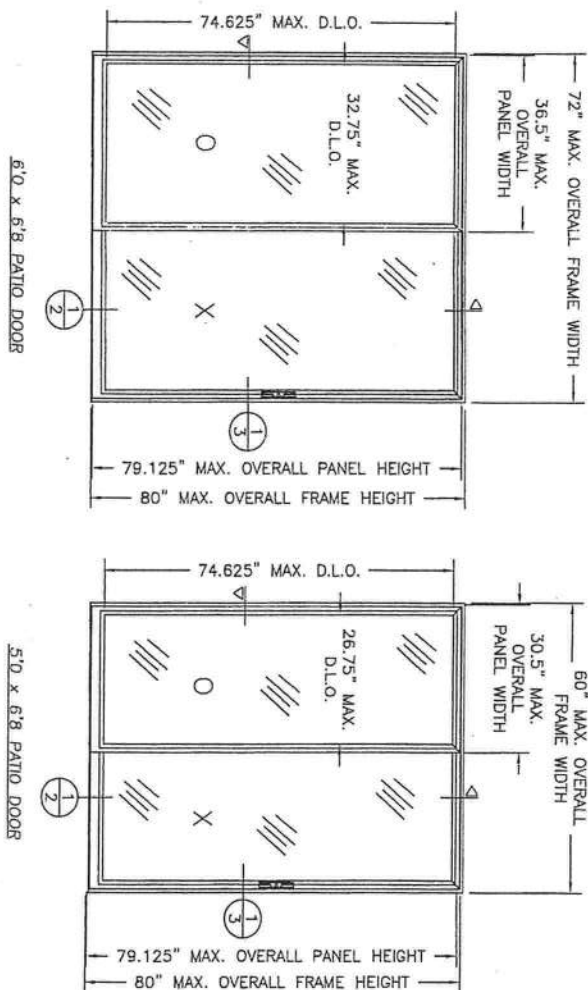 74.625" MAX. D.L.O.
72" MAX. OVERALL FRAME WIDTH
36.5" MAX.
OVERALL
PANEL WIDTH
32.75" MAX.
D.L.O.
O
X
1
2
1
3
79.125" MAX. OVERALL PANEL HEIGHT
80" MAX. OVERALL FRAME HEIGHT
6'0 x 6'8 PATIO DOOR
74.625" MAX. D.L.O.
60" MAX. OVERALL
FRAME WIDTH
30.5" MAX.
OVERALL
PANEL WIDTH
26.75" MAX.
D.L.O.
O
X
1
2
1
3
79.125" MAX. OVERALL PANEL HEIGHT
80" MAX. OVERALL FRAME HEIGHT
5'0 x 6'8 PATIO DOOR